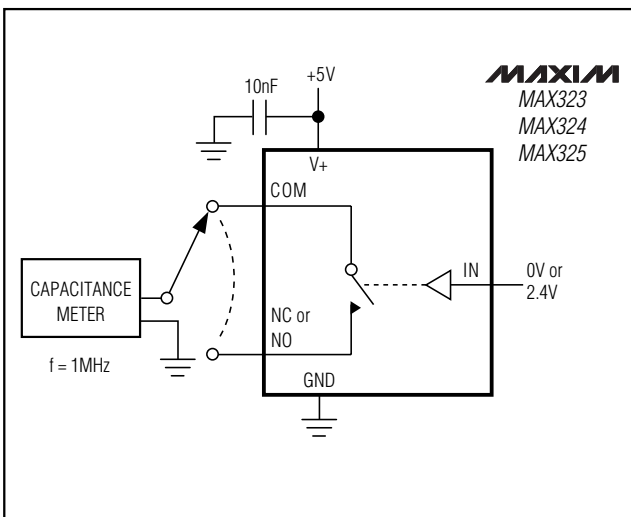 MAXIM
MAX323
MAX324
MAX325
10nF
+5V
V+
COM
IN
0V or
2.4V
CAPACITANCE
METER
NC or
NO
f = 1MHz
GND